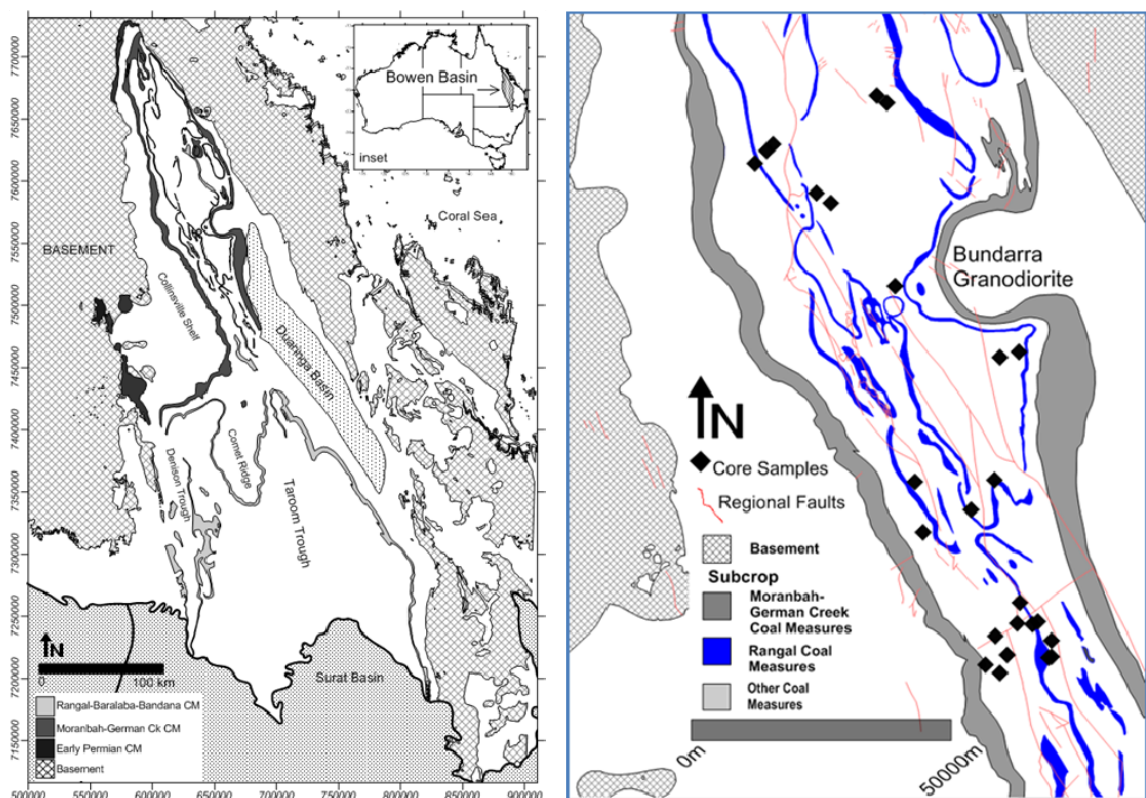 7700000
7650000
7600000
7550000
7500000
7450000
7400000
7350000
7300000
7250000
7200000
7150000
Bowen Basin
inset
Coral Sea
BASEMENT
Collinsville Shelf
Duaringa Basin
Comet Ridge
Denison Trough
Taroom Trough
N
0
100 km
Surat Basin
Rangal-Baralaba-Bandana CM
Moranbah-German Ck CM
Early Permian CM
Basement
500000
550000
600000
650000
700000
750000
800000
850000
900000
Bundarra
Granodiorite
N
Core Samples
Regional Faults
Basement
Subcrop
Moranbah-
German Creek
Coal Measures
Rangal Coal
Measures
Other Coal
Measures
0m
50000m